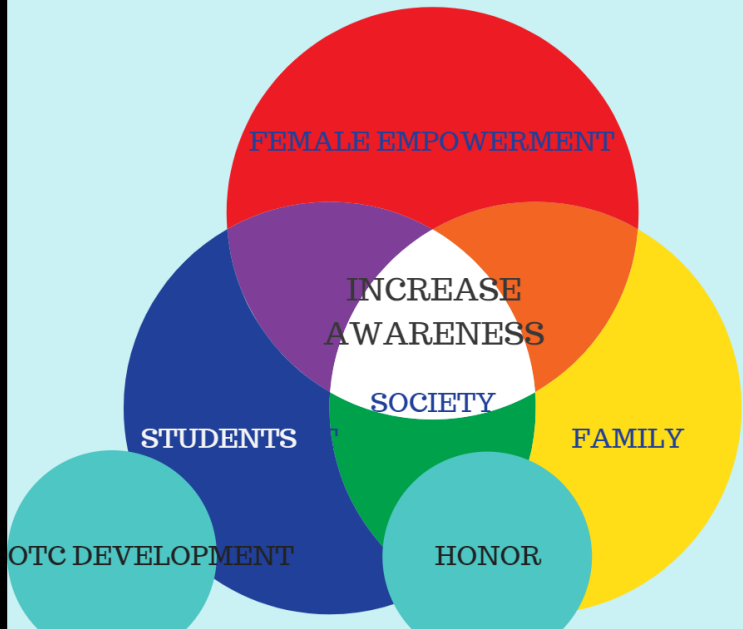 FEMALE EMPOWERMENT
INCREASE
AWARENESS
SOCIETY
STUDENTS
FAMILY
OTC DEVELOPMENT
HONOR